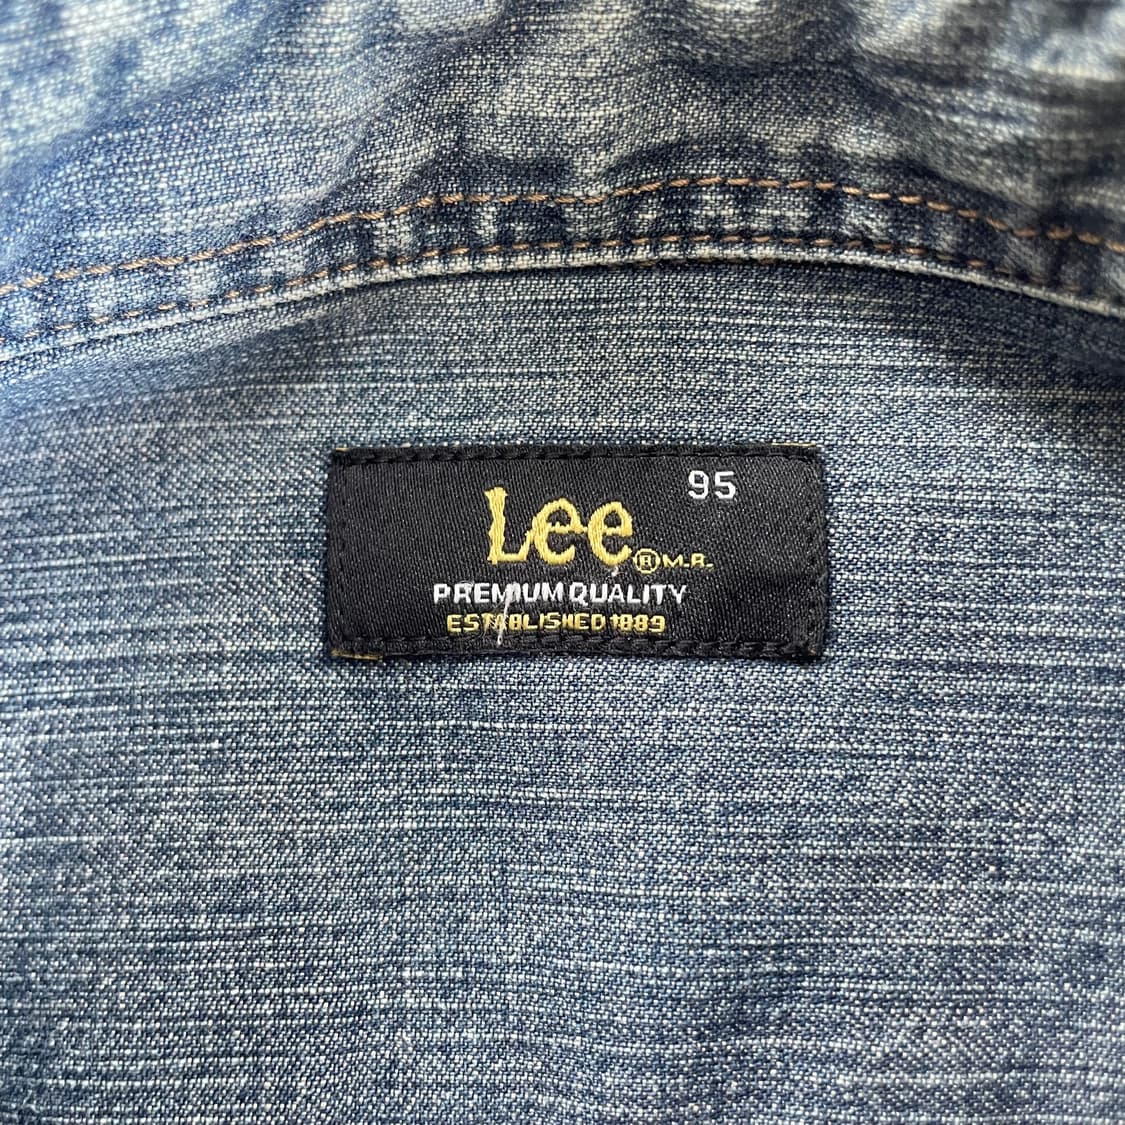 95
Lee ® M.R.
PREMIUM QUALITY
ESTABLISHED 1889